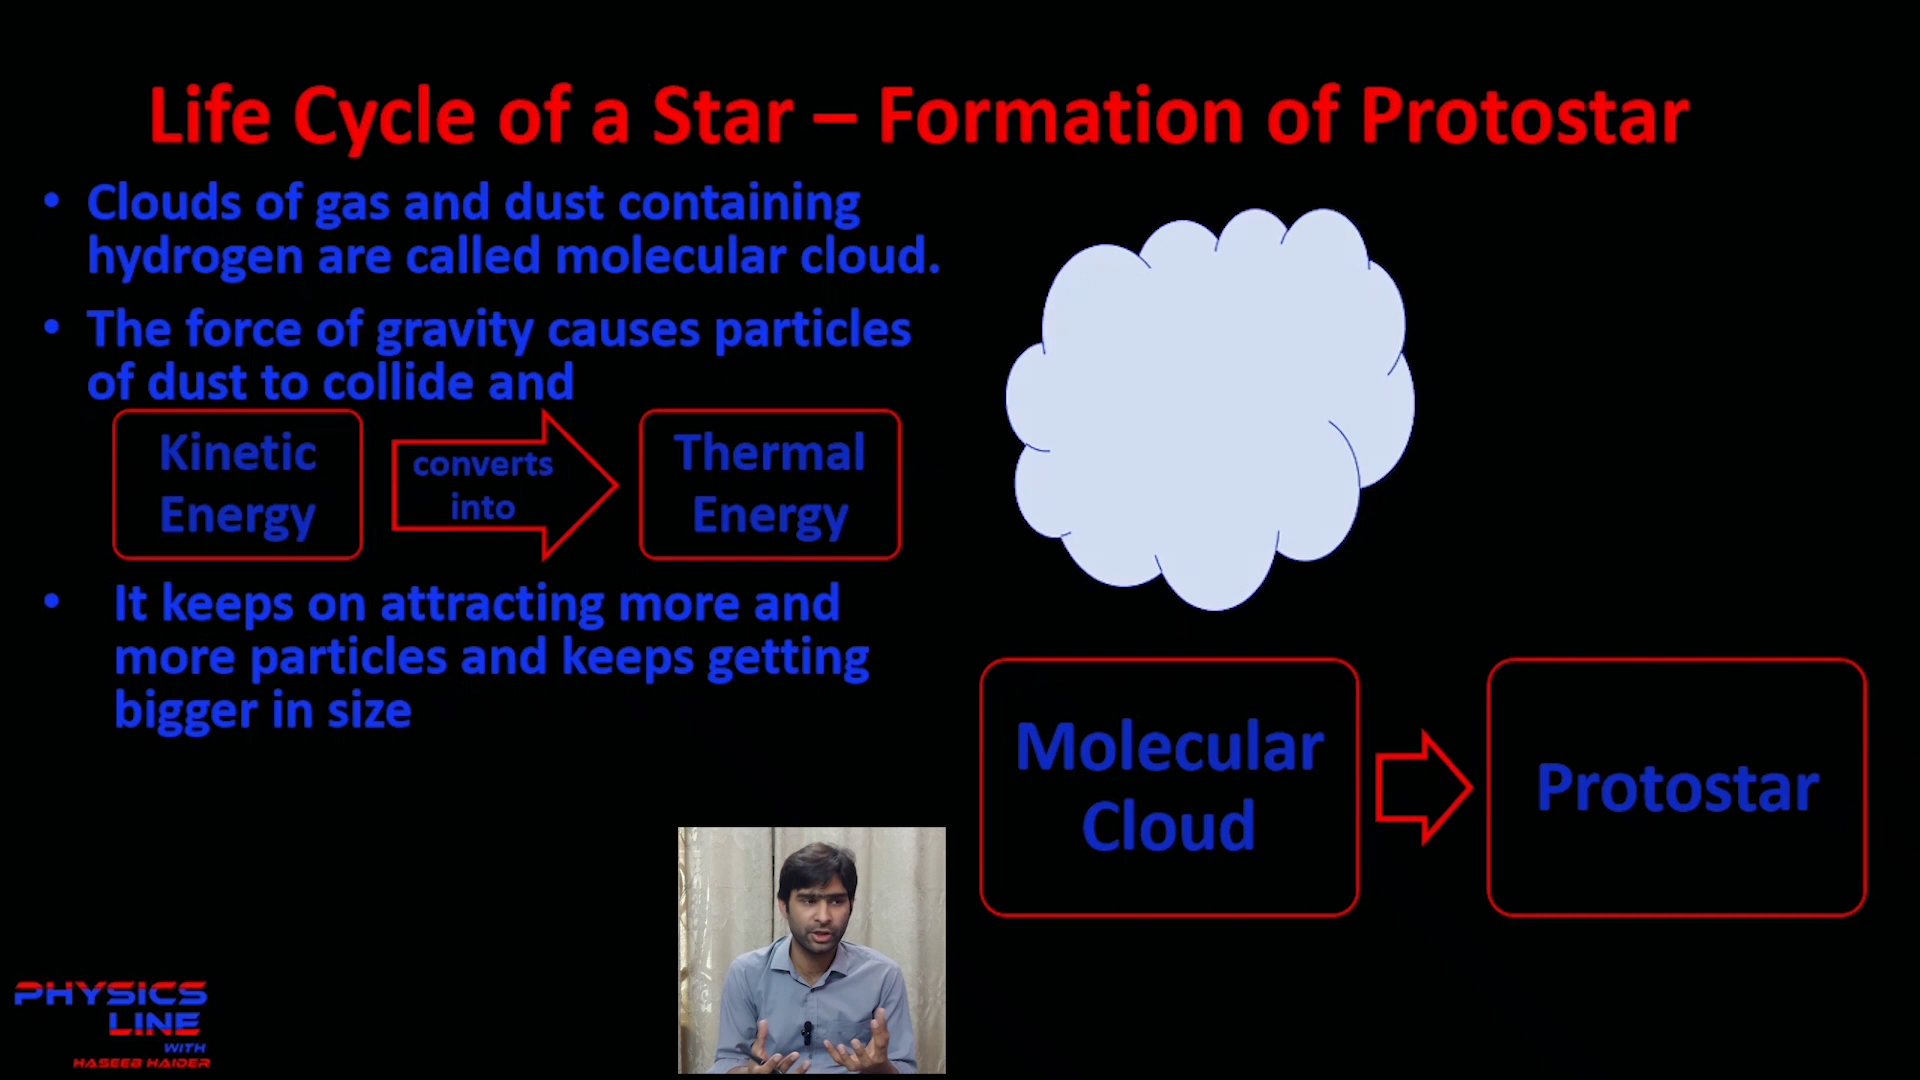 Life Cycle of a Star – Formation of Protostar
• Clouds of gas and dust containing
hydrogen are called molecular cloud.
• The force of gravity causes particles
of dust to collide and
Kinetic
Energy
converts
into
Thermal
Energy
• It keeps on attracting more and
more particles and keeps getting
bigger in size
Molecular
Cloud
Protostar
PHYSICS
LINE
WITH
HASEEB HAIDER